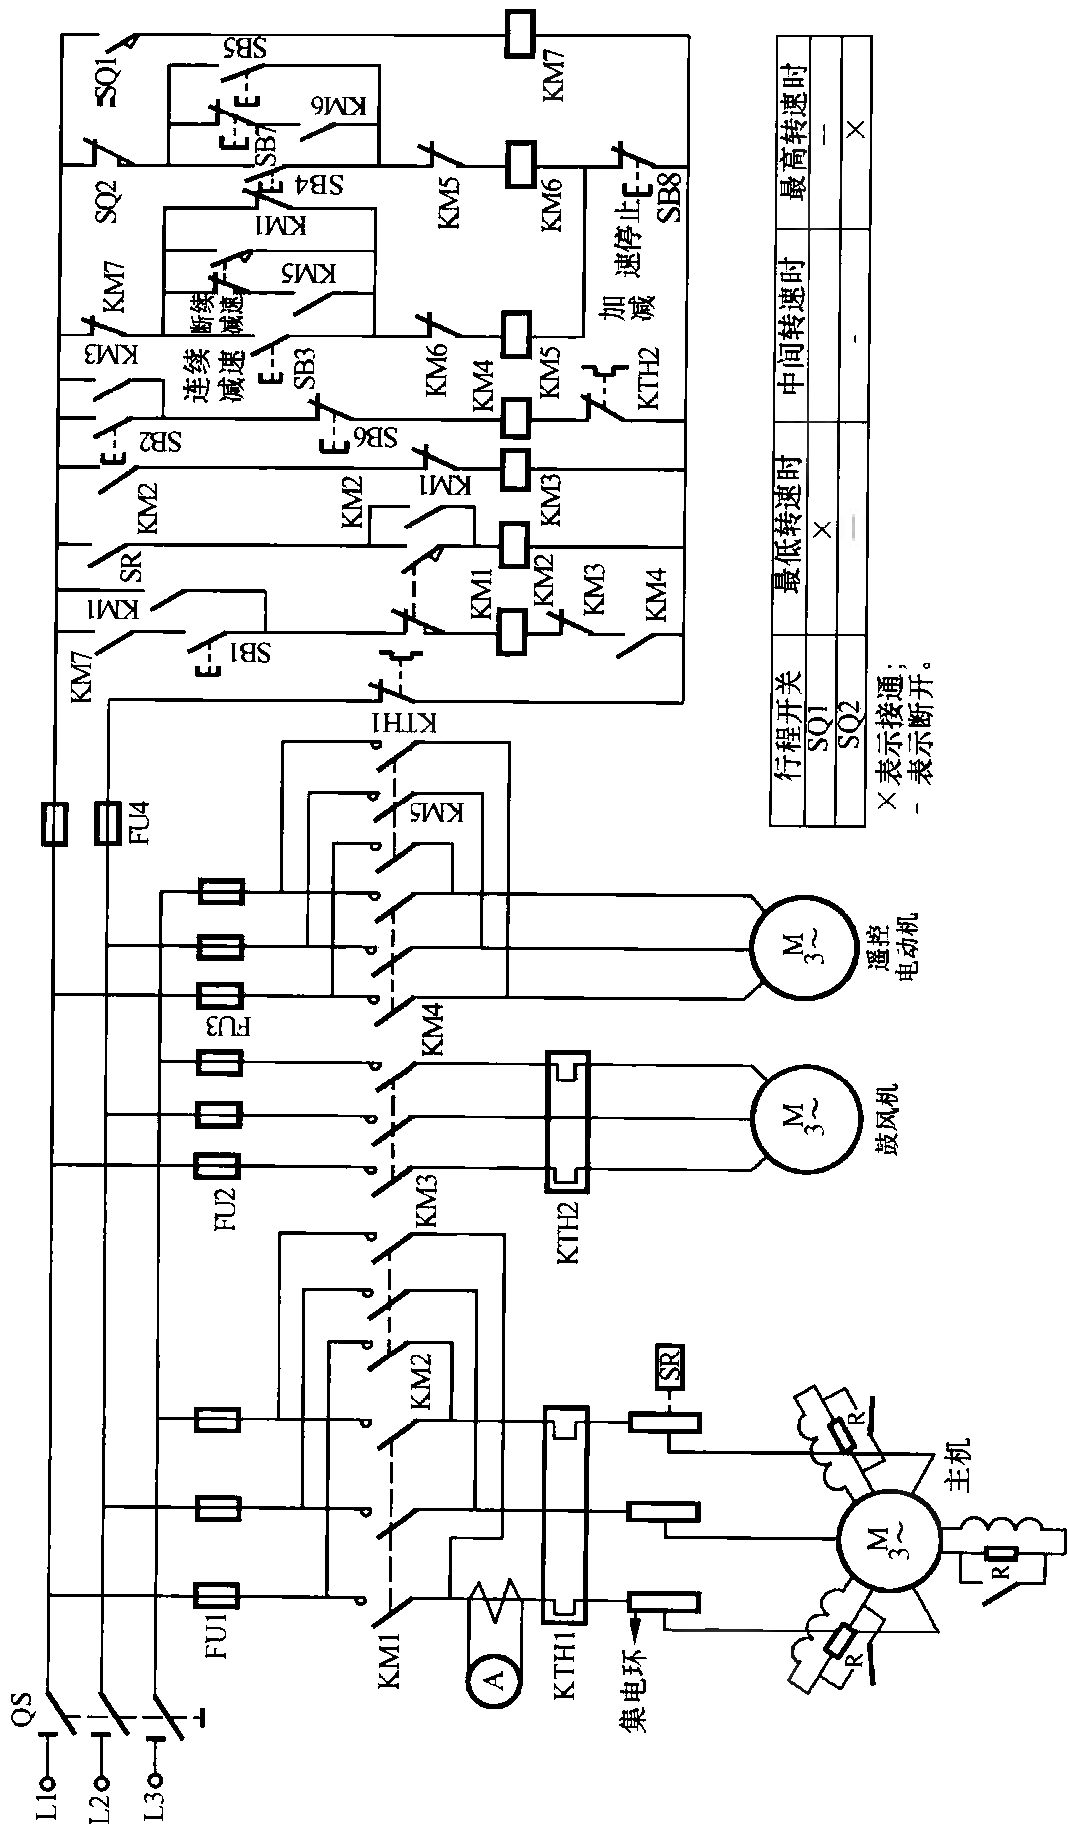 QS
L1
L2
L3
FU1
KM1
KM2
A
KTH1
集电环
SR
R
R
R
M
3~
主机
FU2
KM3
KTH2
M
3~
鼓风机
FU3
KM4
KM5
M
3~
遥控
电动机
FU4
KTH1
KM7
KM1
SB1
KM1
KM2
KM3
KM4
SR
KM2
KM2
KM1
KM3
SB2
KM3
SB6
KM4
KTH2
KM7
连续
减速
断续
减速
SB3
KM5
KM1
KM6
KM5
SQ2
SB4
SB7
KM6
SB5
KM5
KM6
加 速停止
减
SB8
SQ1
KM7
行程开关 最低转速时 中间转速时 最高转速时
SQ1 × –
SQ2 – - ×
×表示接通；
- 表示断开。